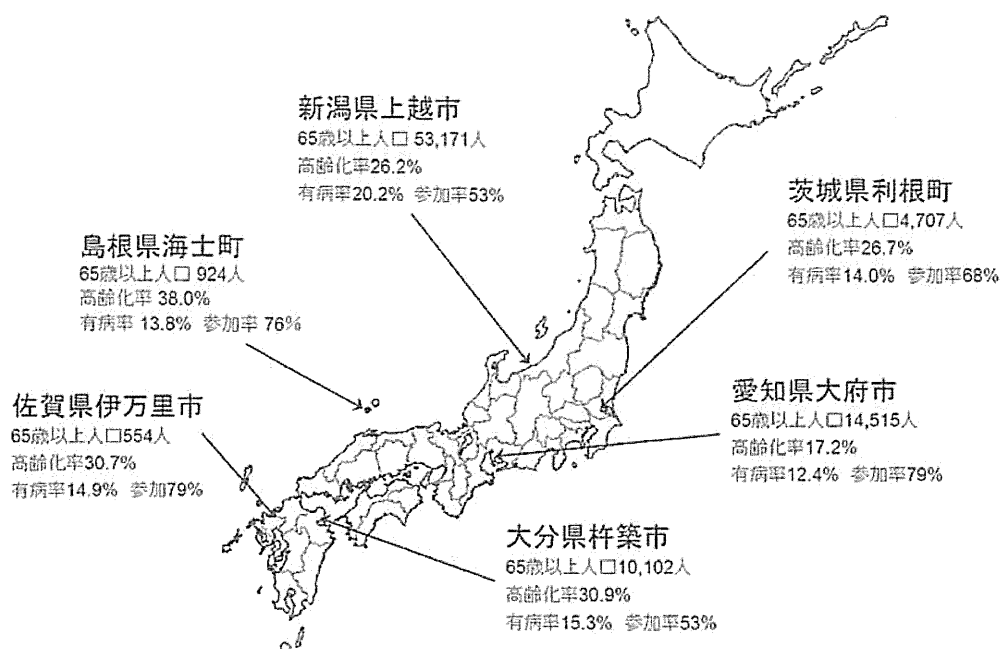 新潟県上越市
65歳以上人口 53,171人
高齢化率26.2%
有病率20.2% 参加率53%
茨城県利根町
65歳以上人口4,707人
高齢化率26.7%
有病率14.0% 参加率68%
島根県海士町
65歳以上人口 924人
高齢化率 38.0%
有病率 13.8% 参加率 76%
愛知県大府市
65歳以上人口14,515人
高齢化率17.2%
有病率12.4% 参加率79%
佐賀県伊万里市
65歳以上人口554人
高齢化率30.7%
有病率14.9% 参加79%
大分県杵築市
65歳以上人口10,102人
高齢化率30.9%
有病率15.3% 参加率53%